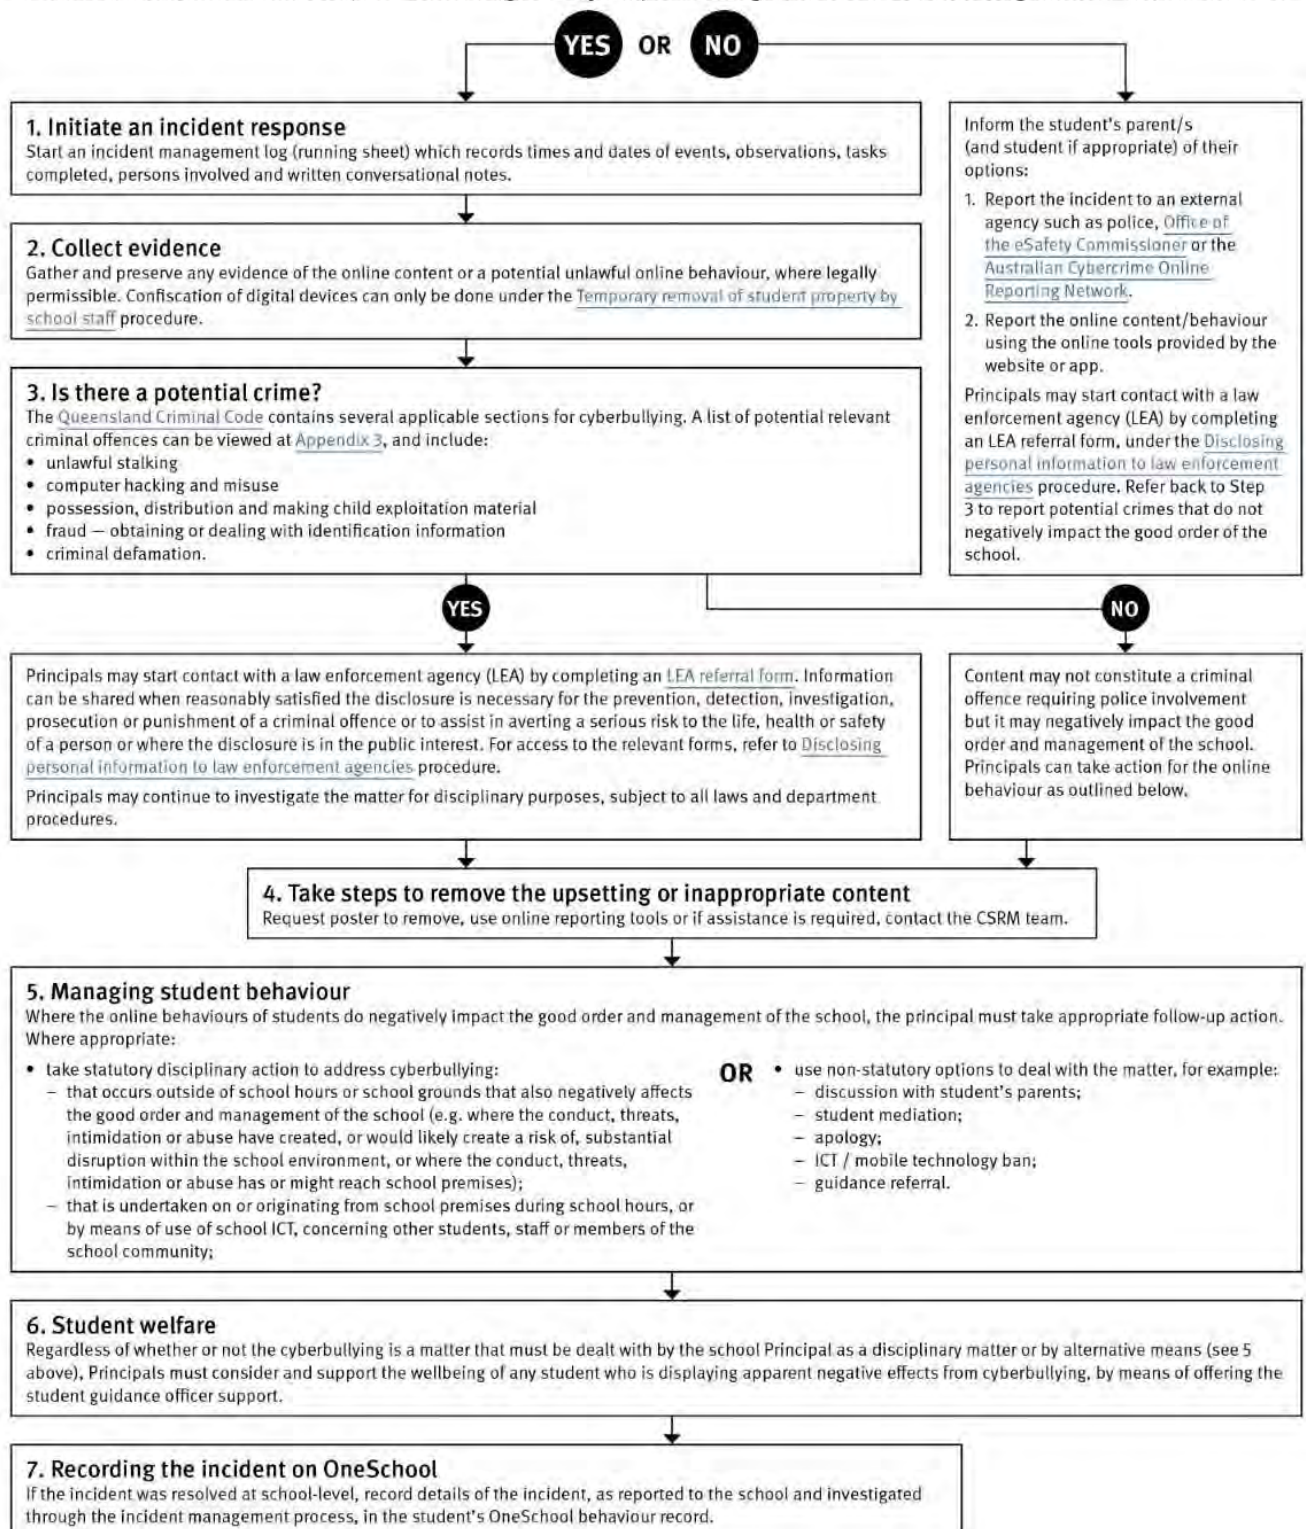 YES OR NO
1. Initiate an incident response
Start an incident management log (running sheet) which records times and dates of events, observations, tasks
completed, persons involved and written conversational notes.
2. Collect evidence
Gather and preserve any evidence of the online content or a potential unlawful online behaviour, where legally
permissible. Confiscation of digital devices can only be done under the Temporary removal of student property by
school staff procedure.
3. Is there a potential crime?
The Queensland Criminal Code contains several applicable sections for cyberbullying. A list of potential relevant
criminal offences can be viewed at Appendix 3, and include:
• unlawful stalking
• computer hacking and misuse
• possession, distribution and making child exploitation material
• fraud – obtaining or dealing with identification information
• criminal defamation.
Inform the student's parent/s
(and student if appropriate) of their
options:
1. Report the incident to an external
agency such as police, Office of
the eSafety Commissioner or the
Australian Cybercrime Online
Reporting Network.
2. Report the online content/behaviour
using the online tools provided by the
website or app.
Principals may start contact with a law
enforcement agency (LEA) by completing
an LEA referral form, under the Disclosing
personal information to law enforcement
agencies procedure. Refer back to Step
3 to report potential crimes that do not
negatively impact the good order of the
school.
YES
NO
Principals may start contact with a law enforcement agency (LEA) by completing an LEA referral form. Information
can be shared when reasonably satisfied the disclosure is necessary for the prevention, detection, investigation,
prosecution or punishment of a criminal offence or to assist in averting a serious risk to the life, health or safety
of a person or where the disclosure is in the public interest. For access to the relevant forms, refer to Disclosing
personal information to law enforcement agencies procedure.
Principals may continue to investigate the matter for disciplinary purposes, subject to all laws and department
procedures.
Content may not constitute a criminal
offence requiring police involvement
but it may negatively impact the good
order and management of the school.
Principals can take action for the online
behaviour as outlined below.
4. Take steps to remove the upsetting or inappropriate content
Request poster to remove, use online reporting tools or if assistance is required, contact the CSRM team.
5. Managing student behaviour
Where the online behaviours of students do negatively impact the good order and management of the school, the principal must take appropriate follow-up action.
Where appropriate:
• take statutory disciplinary action to address cyberbullying:
– that occurs outside of school hours or school grounds that also negatively affects
the good order and management of the school (e.g. where the conduct, threats,
intimidation or abuse have created, or would likely create a risk of, substantial
disruption within the school environment, or where the conduct, threats,
intimidation or abuse has or might reach school premises);
– that is undertaken on or originating from school premises during school hours, or
by means of use of school ICT, concerning other students, staff or members of the
school community;
OR
• use non-statutory options to deal with the matter, for example:
– discussion with student's parents;
– student mediation;
– apology;
– ICT / mobile technology ban;
– guidance referral.
6. Student welfare
Regardless of whether or not the cyberbullying is a matter that must be dealt with by the school Principal as a disciplinary matter or by alternative means (see 5
above), Principals must consider and support the wellbeing of any student who is displaying apparent negative effects from cyberbullying, by means of offering the
student guidance officer support.
7. Recording the incident on OneSchool
If the incident was resolved at school-level, record details of the incident, as reported to the school and investigated
through the incident management process, in the student's OneSchool behaviour record.